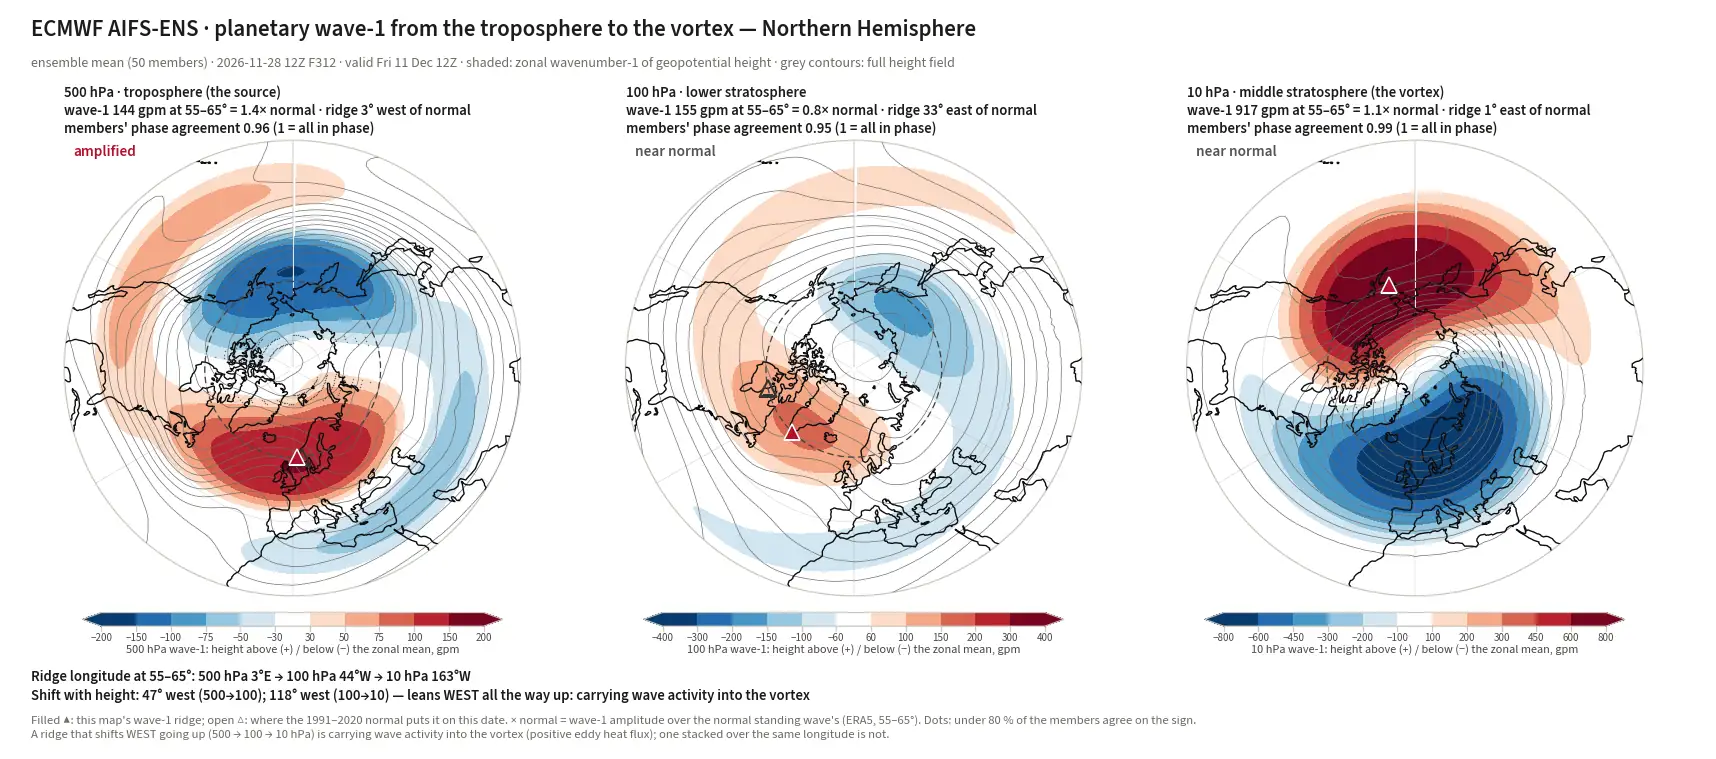 ECMWF AIFS-ENS · planetary wave-1 from the troposphere to the vortex — Northern Hemisphere
ensemble mean (50 members) · 2026-11-28 12Z F312 · valid Fri 11 Dec 12Z · shaded: zonal wavenumber-1 of geopotential height · grey contours: full height field
500 hPa · troposphere (the source)
wave-1 144 gpm at 55–65° = 1.4× normal · ridge 3° west of normal
members' phase agreement 0.96 (1 = all in phase)
amplified
100 hPa · lower stratosphere
wave-1 155 gpm at 55–65° = 0.8× normal · ridge 33° east of normal
members' phase agreement 0.95 (1 = all in phase)
near normal
10 hPa · middle stratosphere (the vortex)
wave-1 917 gpm at 55–65° = 1.1× normal · ridge 1° east of normal
members' phase agreement 0.99 (1 = all in phase)
near normal
−200 −150 −100 −75 −50 −30 30 50 75 100 150 200
500 hPa wave-1: height above (+) / below (−) the zonal mean, gpm
−400 −300 −200 −150 −100 −60 60 100 150 200 300 400
100 hPa wave-1: height above (+) / below (−) the zonal mean, gpm
−800 −600 −450 −300 −200 −100 100 200 300 450 600 800
10 hPa wave-1: height above (+) / below (−) the zonal mean, gpm
Ridge longitude at 55–65°: 500 hPa 3°E → 100 hPa 44°W → 10 hPa 163°W
Shift with height: 47° west (500→100); 118° west (100→10) — leans WEST all the way up: carrying wave activity into the vortex
Filled ▲: this map's wave-1 ridge; open △: where the 1991–2020 normal puts it on this date. × normal = wave-1 amplitude over the normal standing wave's (ERA5, 55–65°). Dots: under 80 % of the members agree on the sign.
A ridge that shifts WEST going up (500 → 100 → 10 hPa) is carrying wave activity into the vortex (positive eddy heat flux); one stacked over the same longitude is not.